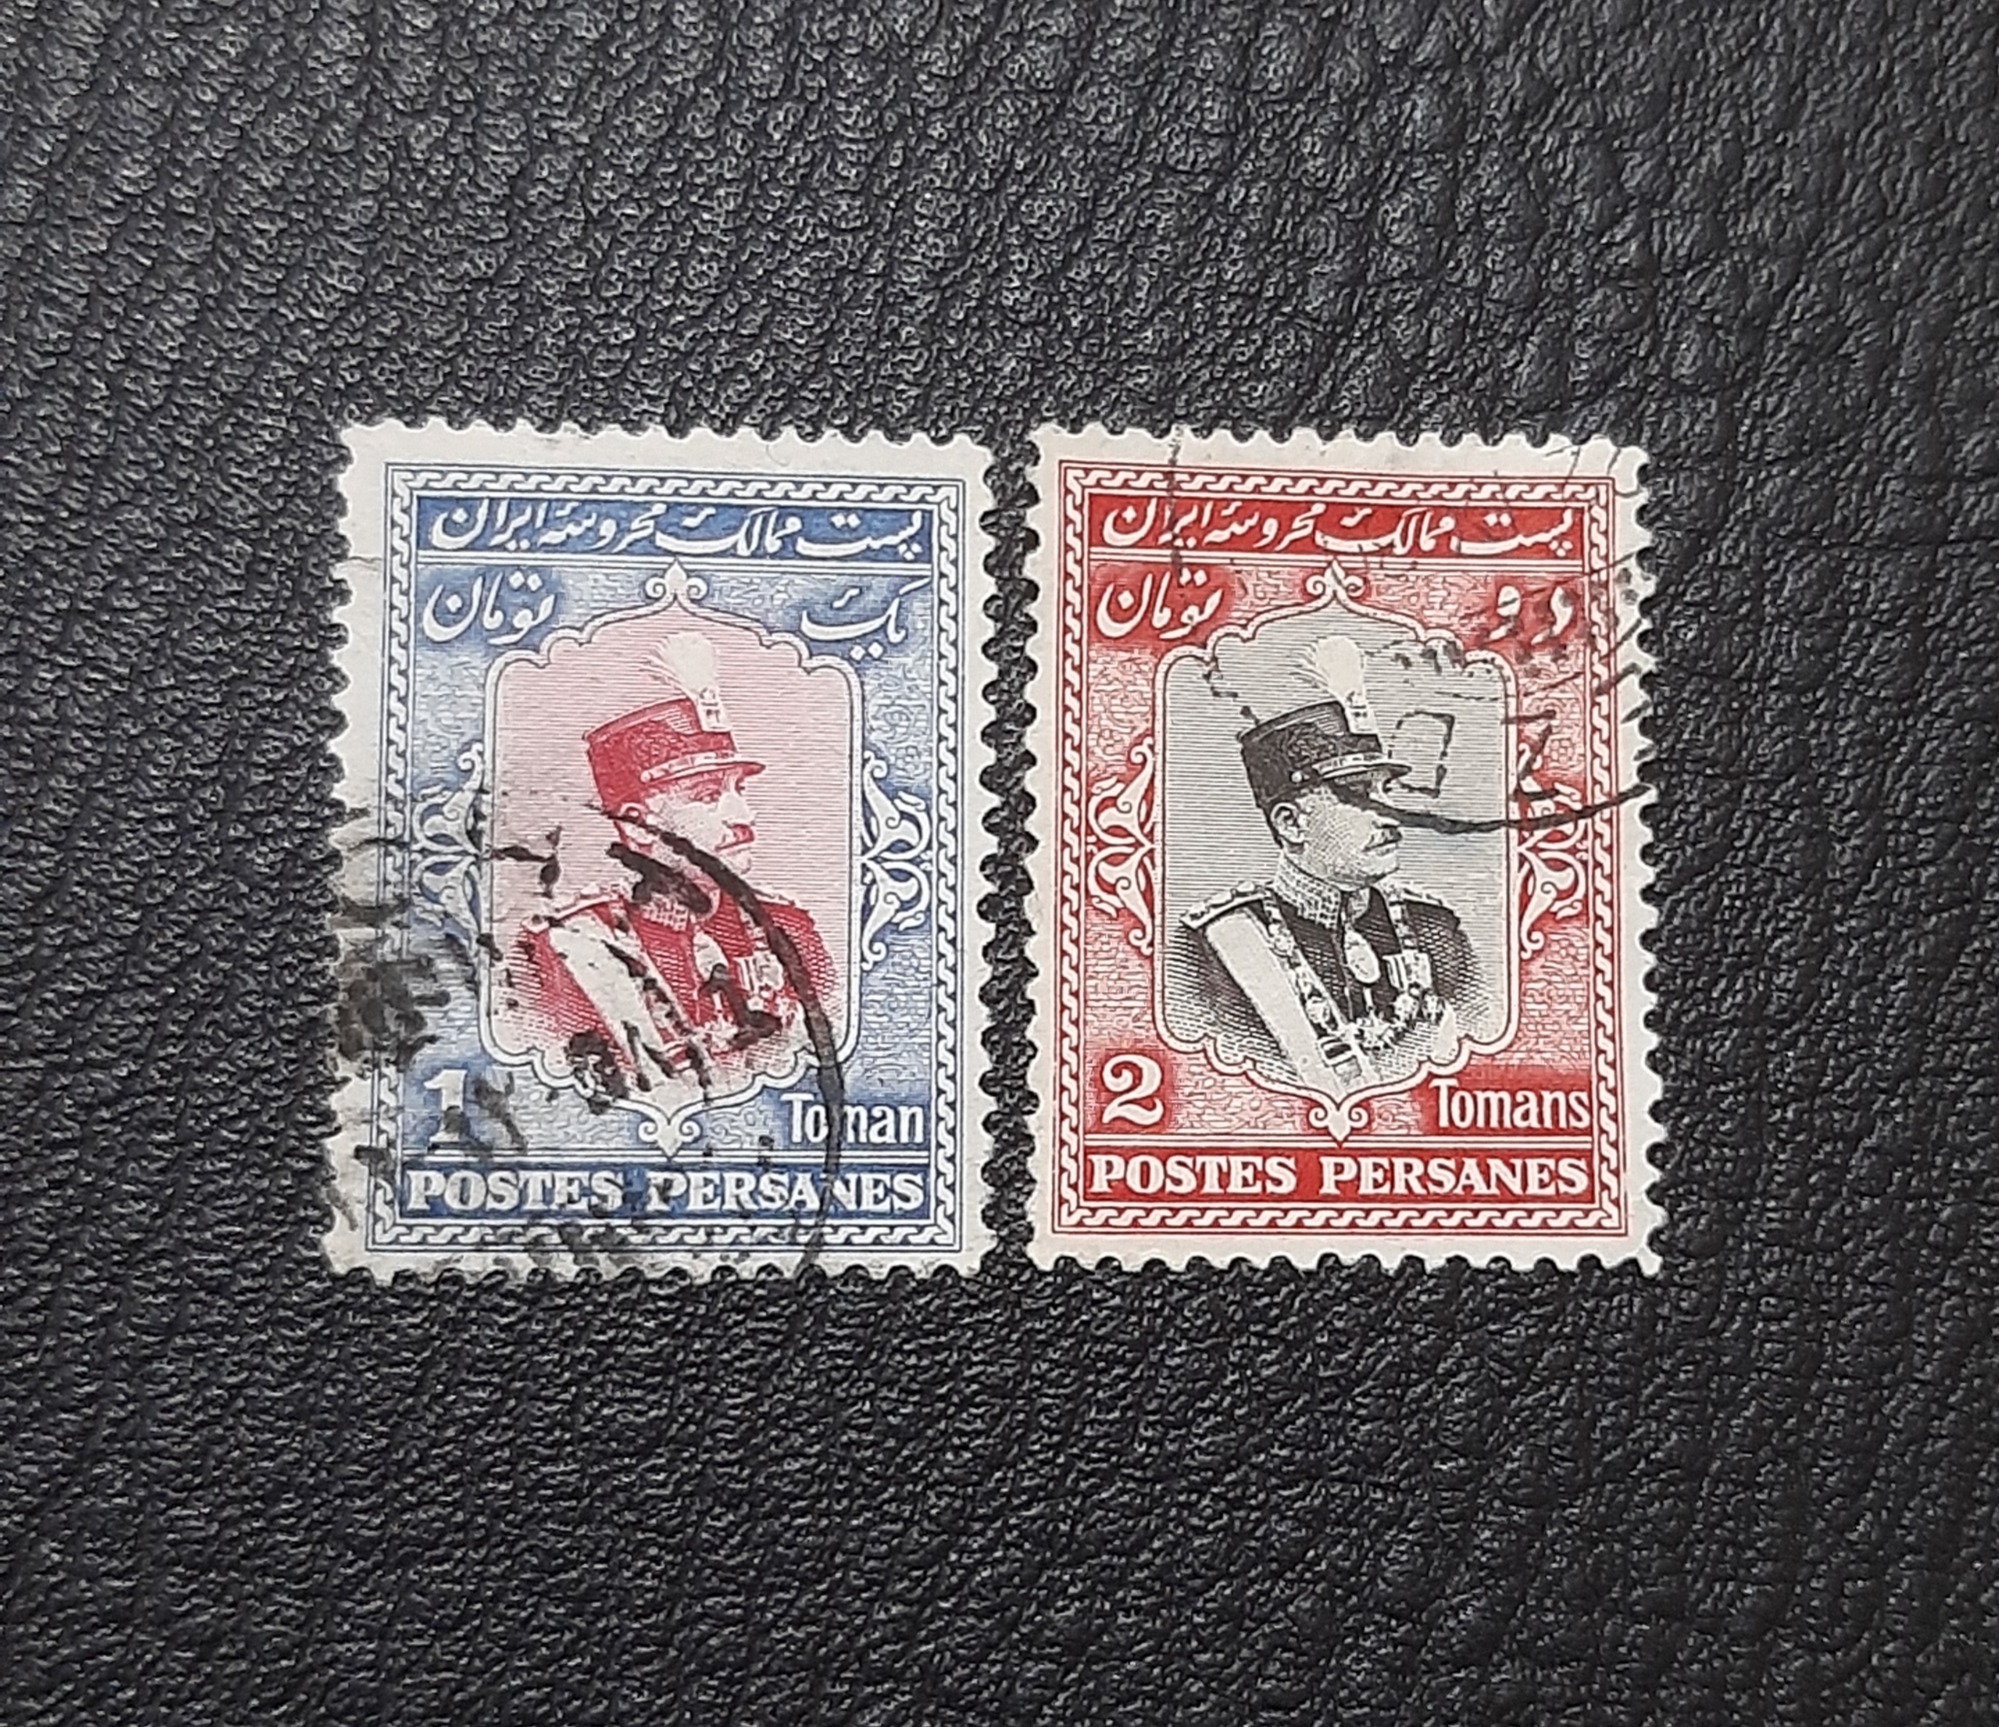 پست ممالک محروسهٔ ایران
یک تومان
1 Toman
POSTES PERSANES
پست ممالک محروسهٔ ایران
دو تومان
2 Tomans
POSTES PERSANES